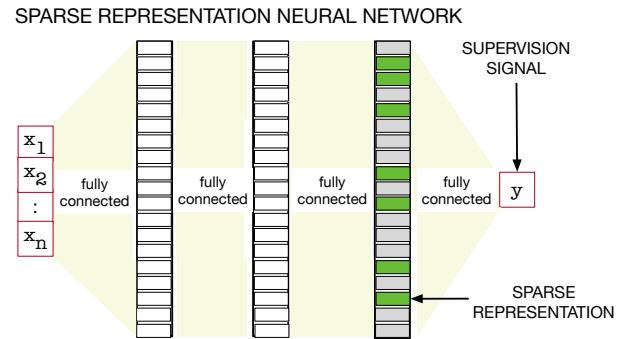 SPARSE REPRESENTATION NEURAL NETWORK
SUPERVISION
SIGNAL
x1
x2
:
xn
fully
connected
fully
connected
fully
connected
fully
connected
y
SPARSE
REPRESENTATION